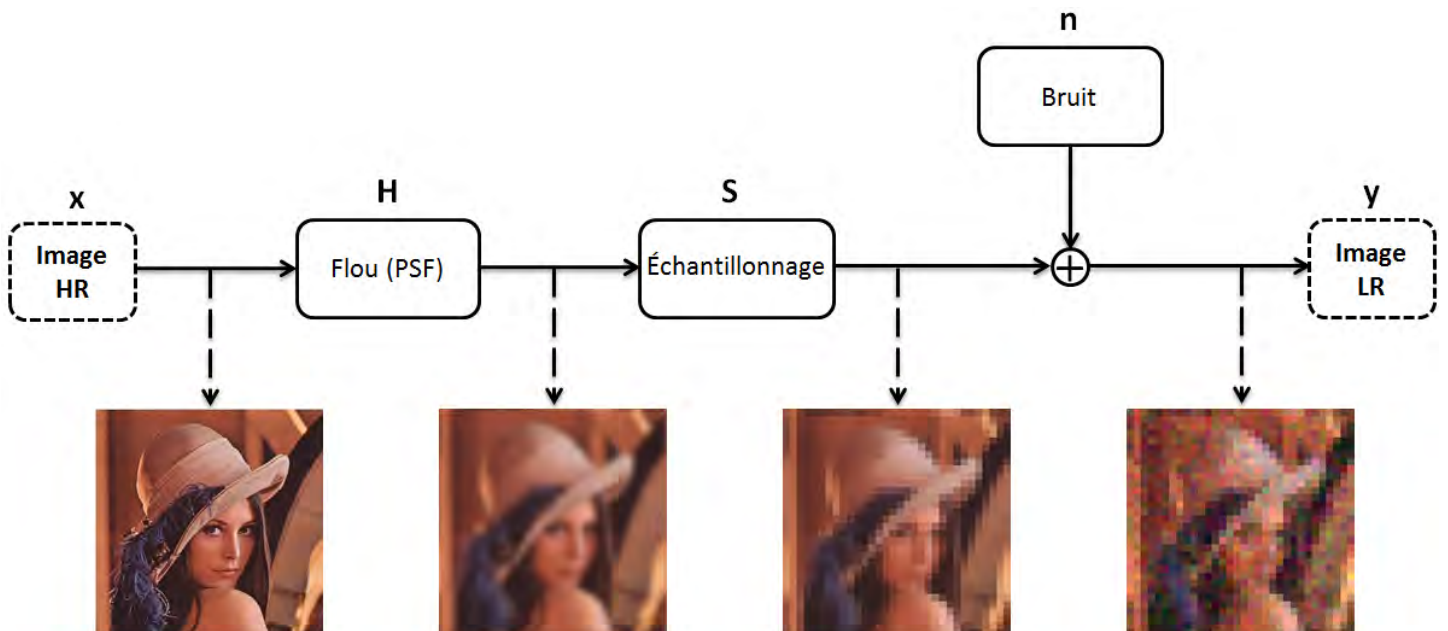 n
Bruit
x
H
S
y
Image
HR
Flou (PSF)
Échantillonnage
Image
LR